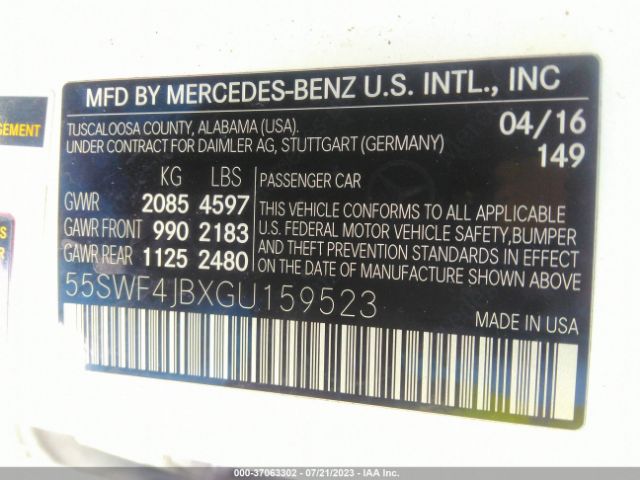 MFD BY MERCEDES-BENZ U.S. INTL., INC
TUSCALOOSA COUNTY, ALABAMA (USA).
UNDER CONTRACT FOR DAIMLER AG, STUTTGART (GERMANY)
04/16
149
KG LBS
GVWR 2085 4597
GAWR FRONT 990 2183
GAWR REAR 1125 2480
PASSENGER CAR
THIS VEHICLE CONFORMS TO ALL APPLICABLE
U.S. FEDERAL MOTOR VEHICLE SAFETY,BUMPER
AND THEFT PREVENTION STANDARDS IN EFFECT
ON THE DATE OF MANUFACTURE SHOWN ABOVE.
55SWF4JBXGU159523
MADE IN USA
000-37063302 - 07/21/2023 - IAA Inc.